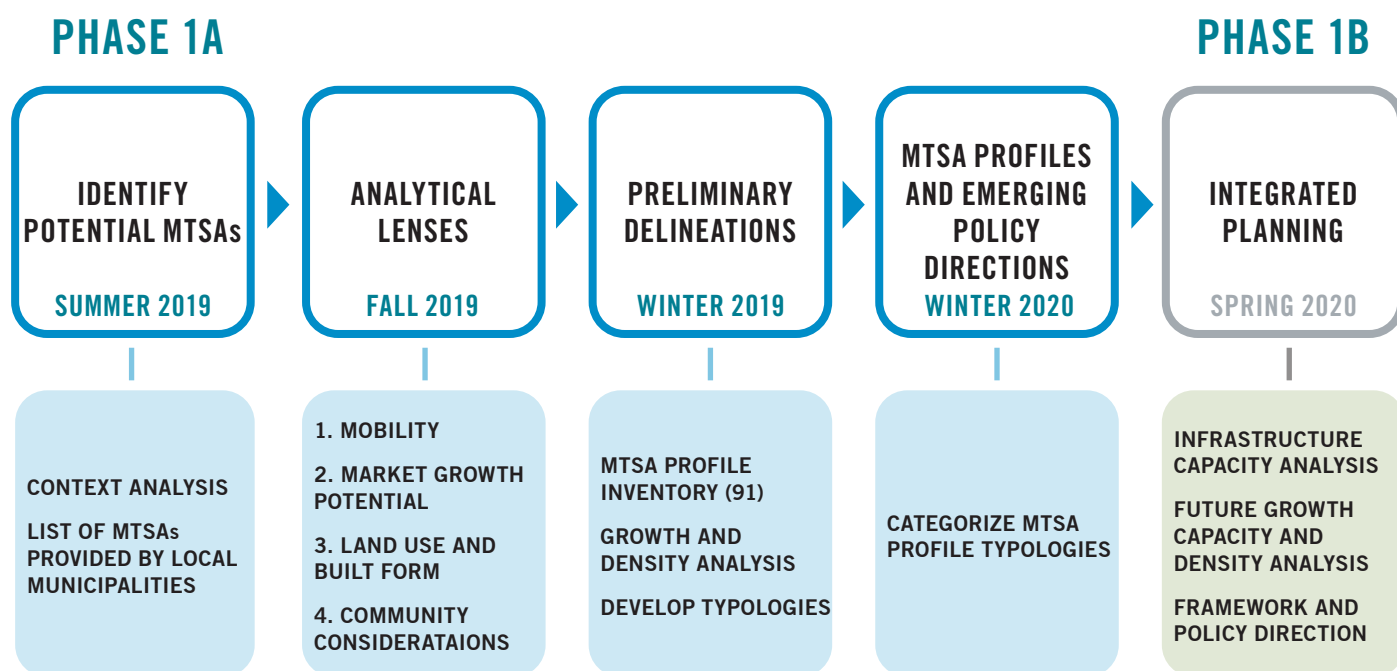 PHASE 1A
PHASE 1B
IDENTIFY
POTENTIAL MTSAs
SUMMER 2019
ANALYTICAL
LENSES
FALL 2019
PRELIMINARY
DELINEATIONS
WINTER 2019
MTSA PROFILES
AND EMERGING
POLICY
DIRECTIONS
WINTER 2020
INTEGRATED
PLANNING
SPRING 2020
CONTEXT ANALYSIS
LIST OF MTSAs
PROVIDED BY LOCAL
MUNICIPALITIES
1. MOBILITY
2. MARKET GROWTH
POTENTIAL
3. LAND USE AND
BUILT FORM
4. COMMUNITY
CONSIDERATAIONS
MTSA PROFILE
INVENTORY (91)
GROWTH AND
DENSITY ANALYSIS
DEVELOP TYPOLOGIES
CATEGORIZE MTSA
PROFILE TYPOLOGIES
INFRASTRUCTURE
CAPACITY ANALYSIS
FUTURE GROWTH
CAPACITY AND
DENSITY ANALYSIS
FRAMEWORK AND
POLICY DIRECTION